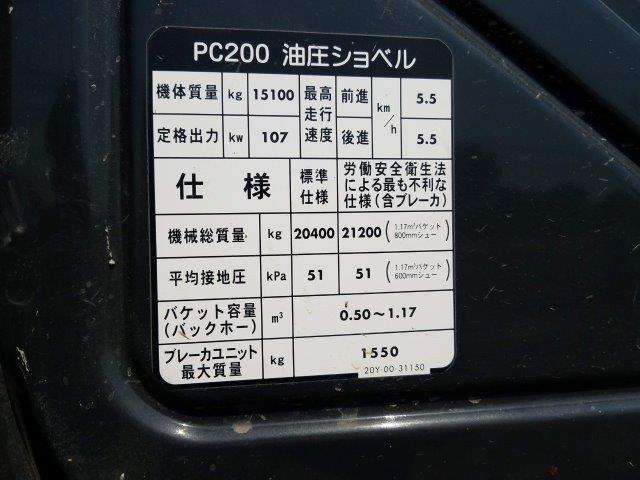 PC200 油圧ショベル
機体質量 kg 15100 最高走行速度 前進 km/h 5.5
定格出力 kw 107 後進 5.5
仕様 標準仕様 労働安全衛生法による最も不利な仕様(含ブレーカ)
機械総質量 kg 20400 21200 (1.17m³バケット 800mmシュー)
平均接地圧 kPa 51 51 (1.17m³バケット 600mmシュー)
バケット容量(バックホー) m³ 0.50～1.17
ブレーカユニット最大質量 kg 1550
20Y-00-31150